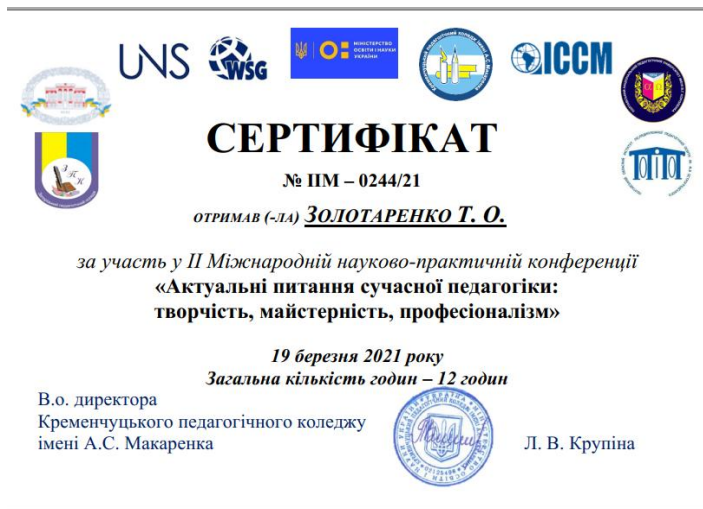 UNS
WSG
МІНІСТЕРСТВО
ОСВІТИ І НАУКИ
УКРАЇНИ
ICCM
ЗПК
СЕРТИФІКАТ
№ ІІМ – 0244/21
ОТРИМАВ (-ЛА) ЗОЛОТАРЕНКО Т. О.
за участь у ІІ Міжнародній науково-практичній конференції
«Актуальні питання сучасної педагогіки:
творчість, майстерність, професіоналізм»
19 березня 2021 року
Загальна кількість годин – 12 годин
В.о. директора
Кременчуцького педагогічного коледжу
імені А.С. Макаренка
Л. В. Крупіна